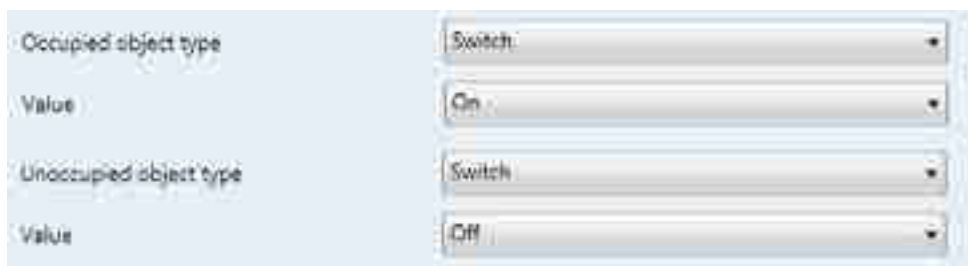 Occupied object type Switch
Value On
Unoccupied object type Switch
Value Off